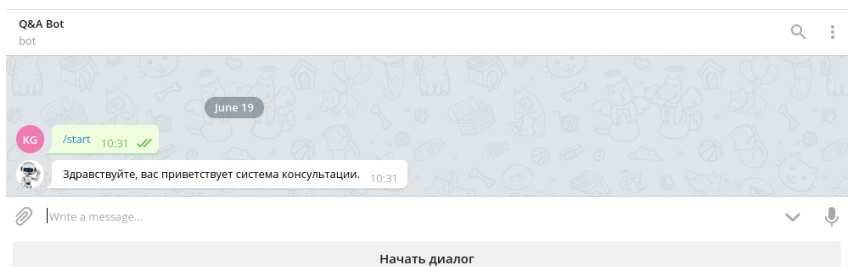 Q&A Bot
bot
June 19
KG
/start 10:31
Здравствуйте, вас приветствует система консультации. 10:31
Write a message...
Начать диалог